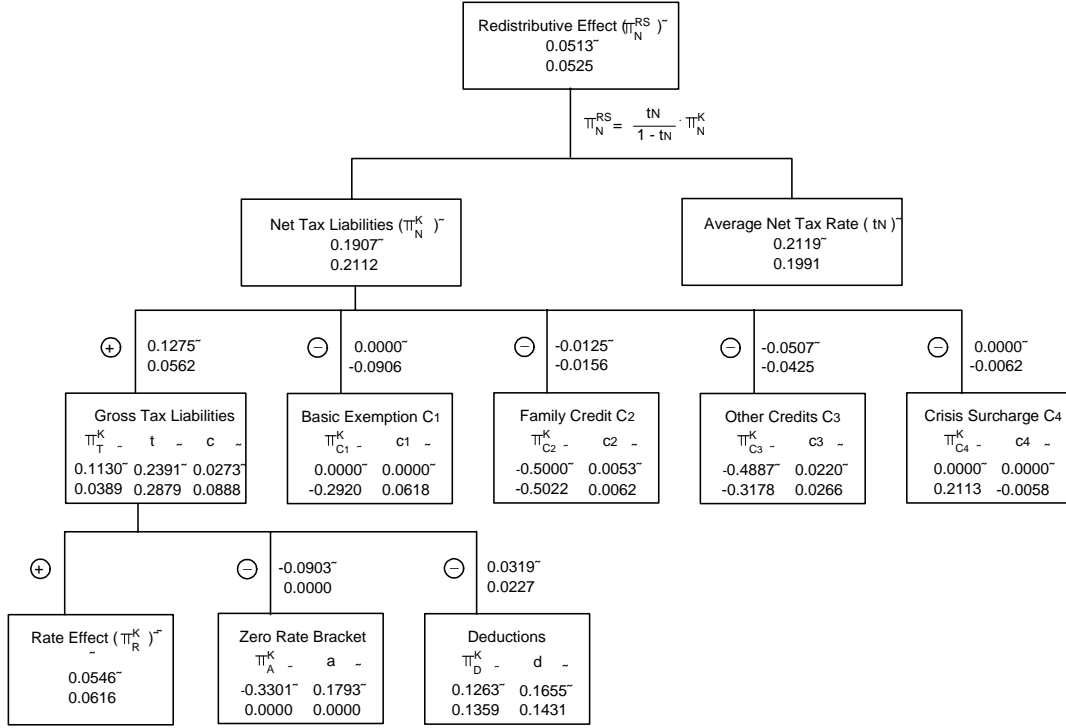 Redistributive Effect (π_N^RS )˜
0.0513˜
0.0525
π_N^RS = tN / 1 - tN · π_N^K
Net Tax Liabilities (π_N^K )˜
0.1907˜
0.2112
Average Net Tax Rate ( tN )˜
0.2119˜
0.1991
+ 0.1275˜
0.0562
− 0.0000˜
-0.0906
− -0.0125˜
-0.0156
− -0.0507˜
-0.0425
− 0.0000˜
-0.0062
Gross Tax Liabilities
π_T^K ˜ t ˜ c ˜
0.1130˜ 0.2391˜ 0.0273˜
0.0389 0.2879 0.0888
Basic Exemption C1
π_C1^K ˜ c1 ˜
0.0000˜ 0.0000˜
-0.2920 0.0618
Family Credit C2
π_C2^K ˜ c2 ˜
-0.5000˜ 0.0053˜
-0.5022 0.0062
Other Credits C3
π_C3^K ˜ c3 ˜
-0.4887˜ 0.0220˜
-0.3178 0.0266
Crisis Surcharge C4
π_C4^K ˜ c4 ˜
0.0000˜ 0.0000˜
0.2113 -0.0058
+
− -0.0903˜
0.0000
− 0.0319˜
0.0227
Rate Effect (π_R^K )˜˜
˜
0.0546˜
0.0616
Zero Rate Bracket
π_A^K ˜ a ˜
-0.3301˜ 0.1793˜
0.0000 0.0000
Deductions
π_D^K ˜ d ˜
0.1263˜ 0.1655˜
0.1359 0.1431